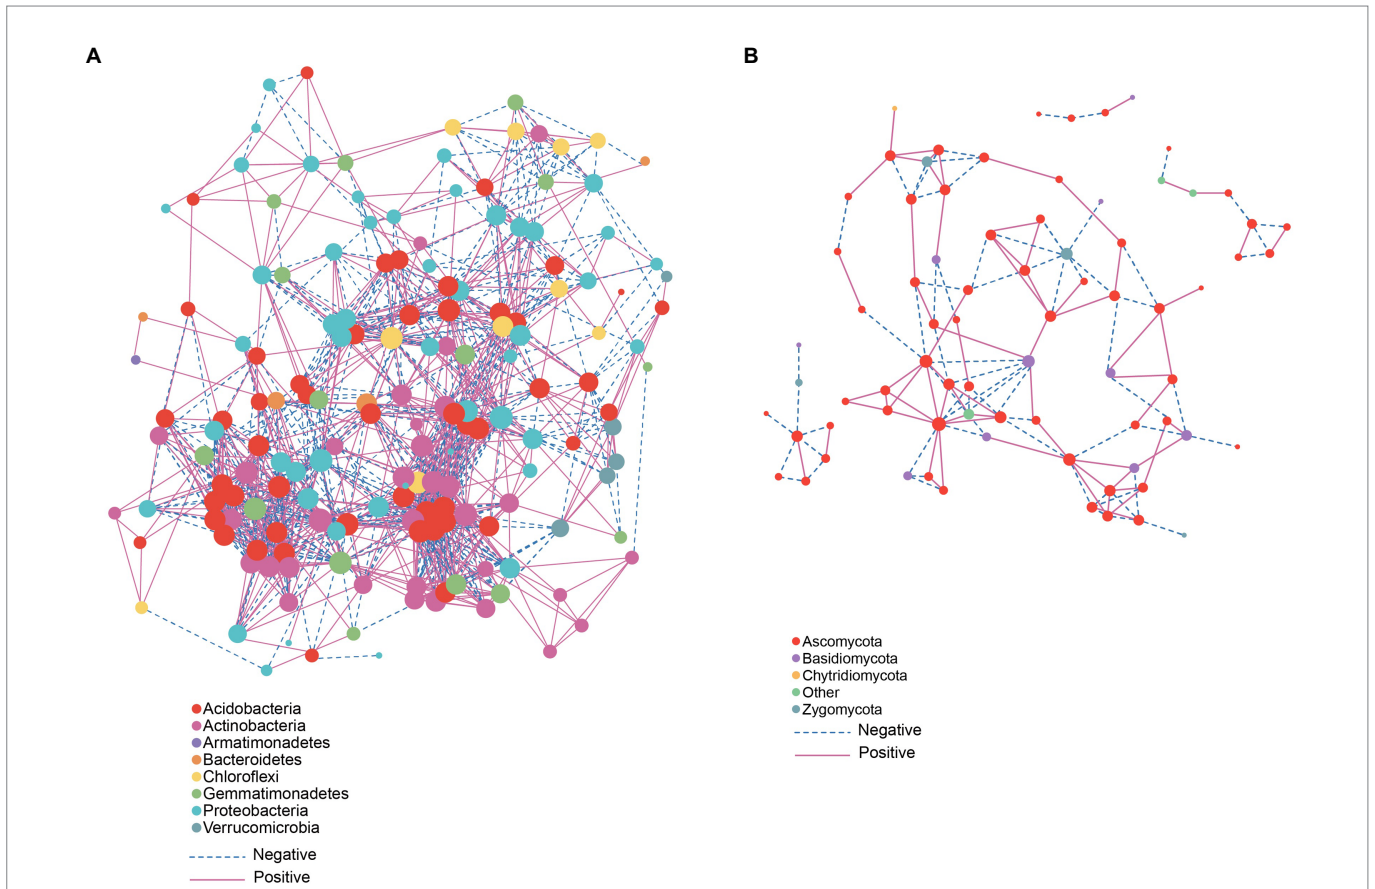 A
B
Acidobacteria
Actinobacteria
Armatimonadetes
Bacteroidetes
Chloroflexi
Gemmatimonadetes
Proteobacteria
Verrucomicrobia
Negative
Positive
Ascomycota
Basidiomycota
Chytridiomycota
Other
Zygomycota
Negative
Positive